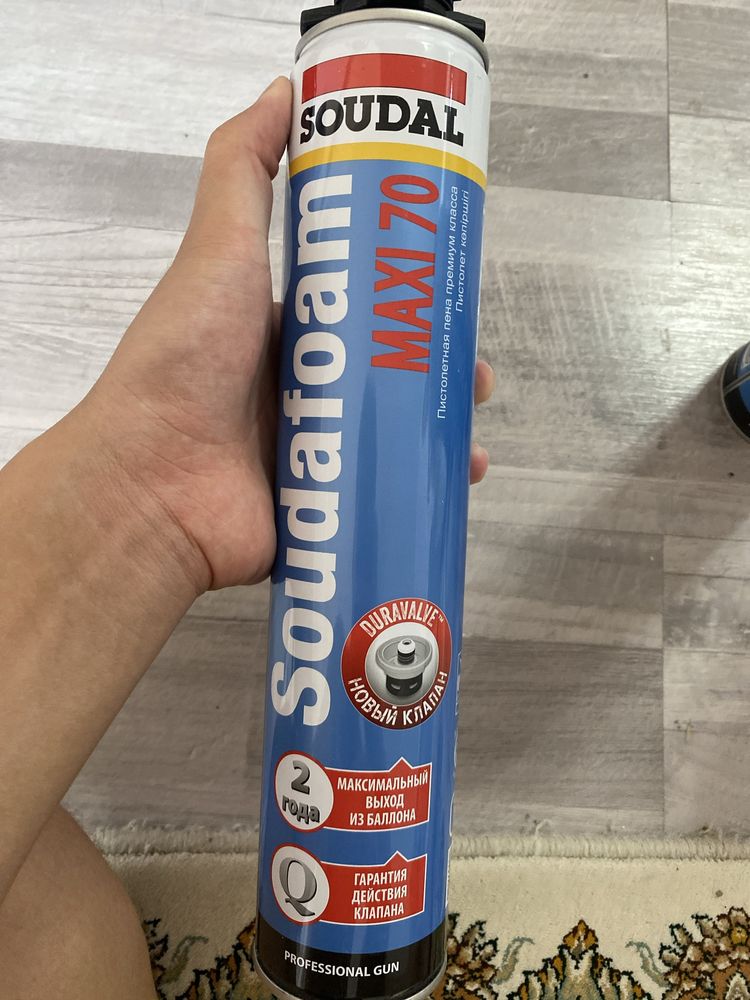 SOUDAL
Soudafoam
MAXI 70
Пистолетная пена премиум класса
Пистолет көпіршігі
DURAVALVE™
НОВЫЙ КЛАПАН
2
года
МАКСИМАЛЬНЫЙ
ВЫХОД
ИЗ БАЛЛОНА
Q
ГАРАНТИЯ
ДЕЙСТВИЯ
КЛАПАНА
PROFESSIONAL GUN